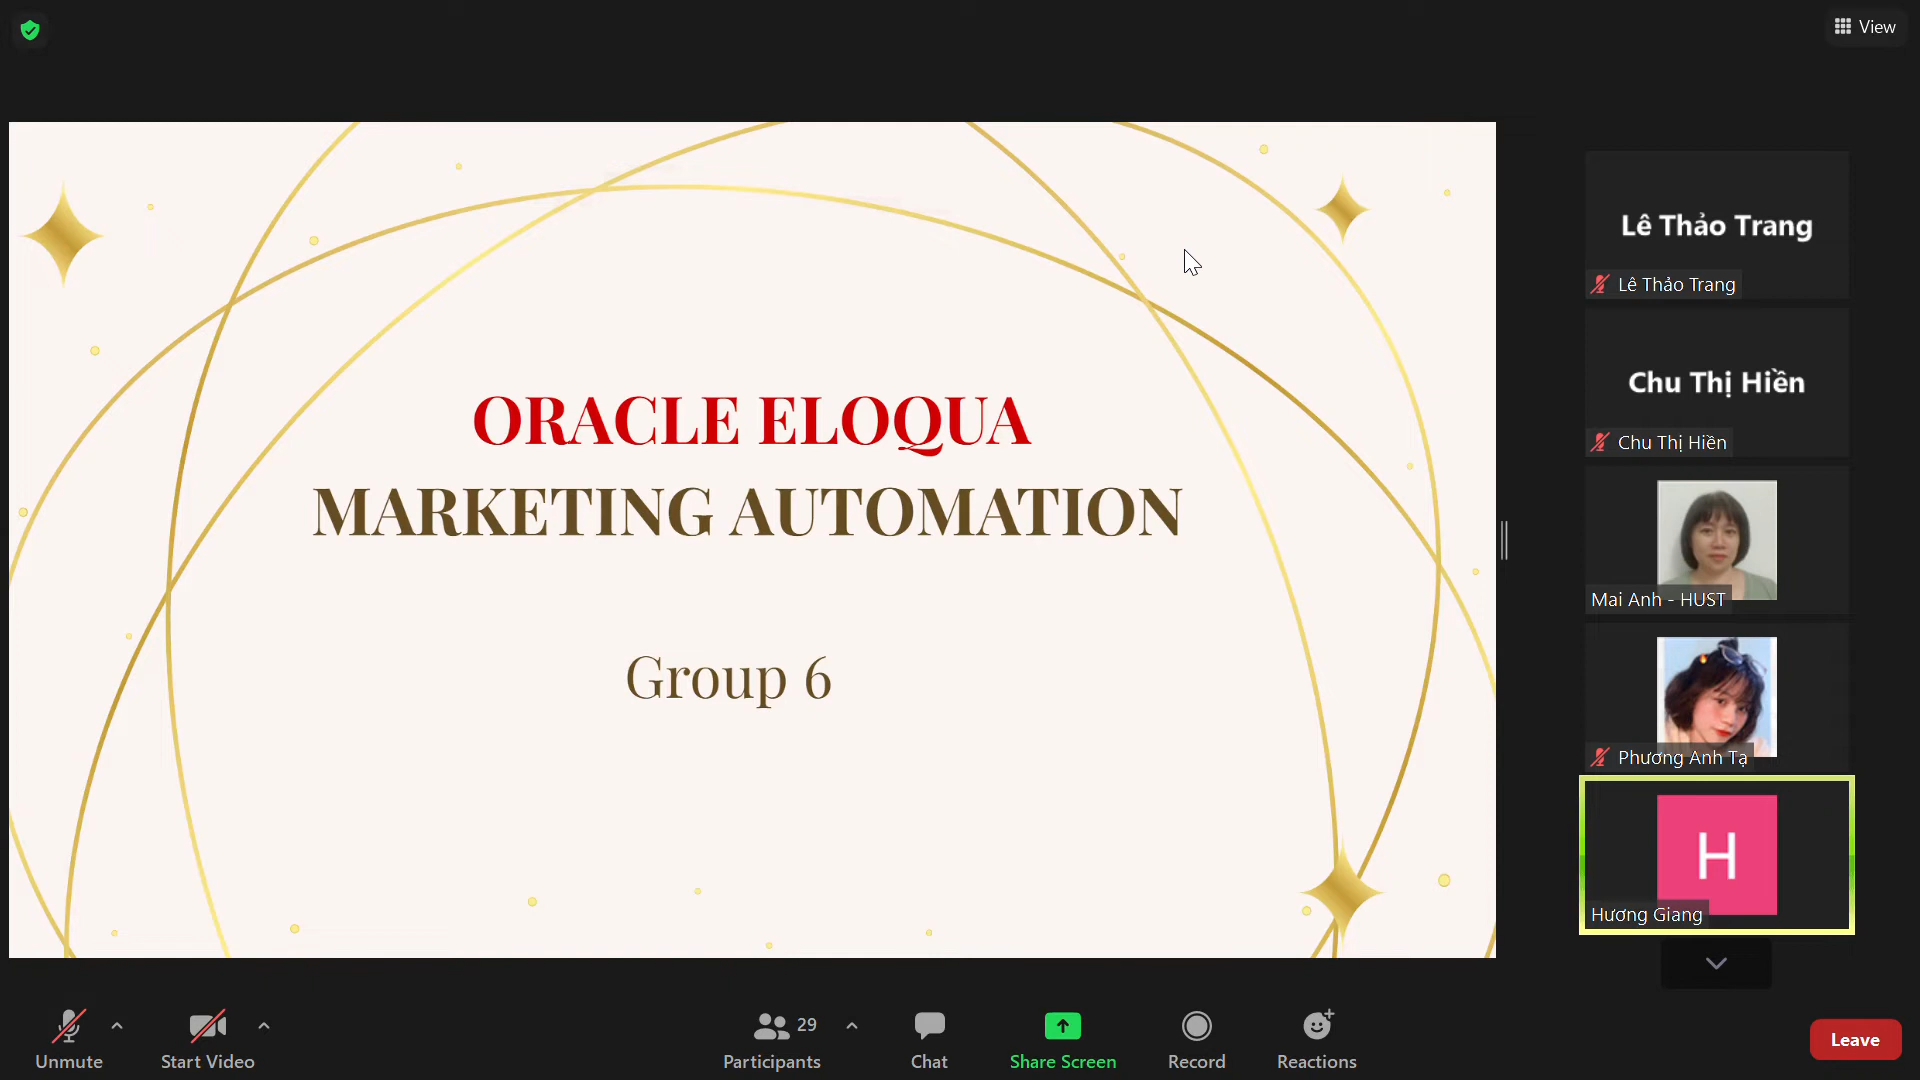 View
ORACLE ELOQUA
MARKETING AUTOMATION
Group 6
Lê Thảo Trang
Lê Thảo Trang
Chu Thị Hiền
Chu Thị Hiền
Mai Anh - HUST
Phương Anh Tạ
H
Hương Giang
Unmute
Start Video
29
Participants
Chat
Share Screen
Record
Reactions
Leave